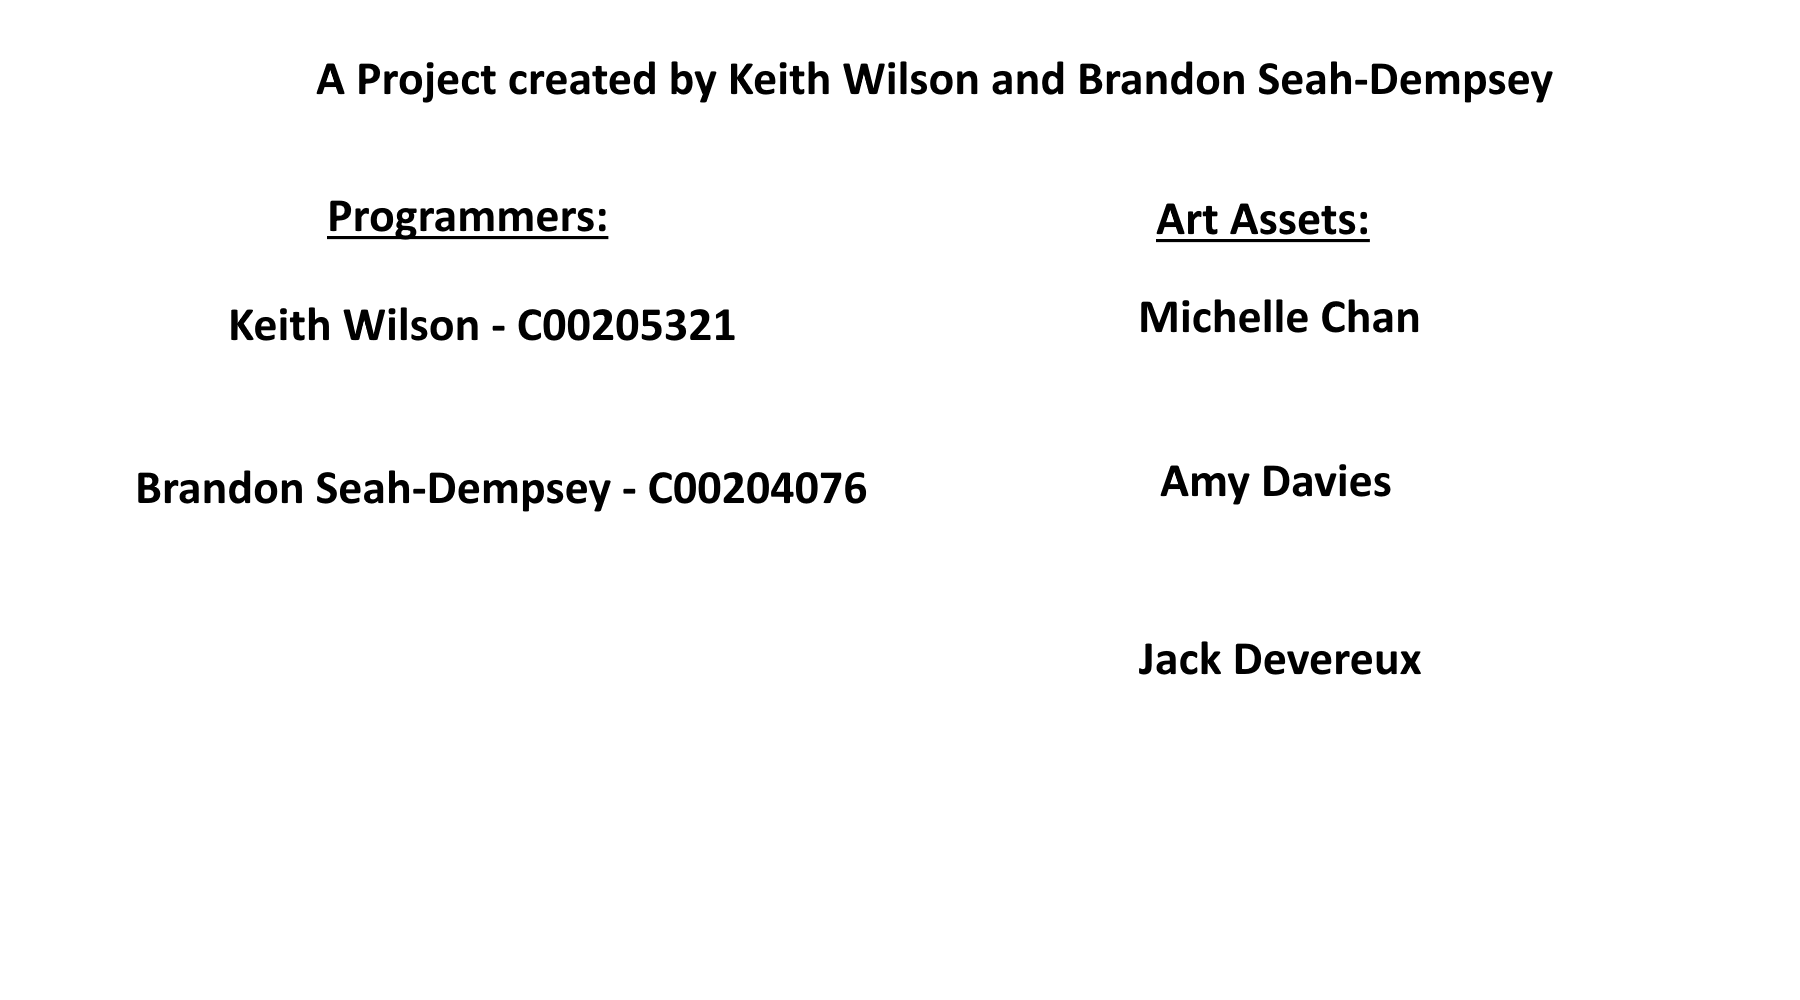 A Project created by Keith Wilson and Brandon Seah-Dempsey
Programmers:
Keith Wilson - C00205321
Brandon Seah-Dempsey - C00204076
Art Assets:
Michelle Chan
Amy Davies
Jack Devereux